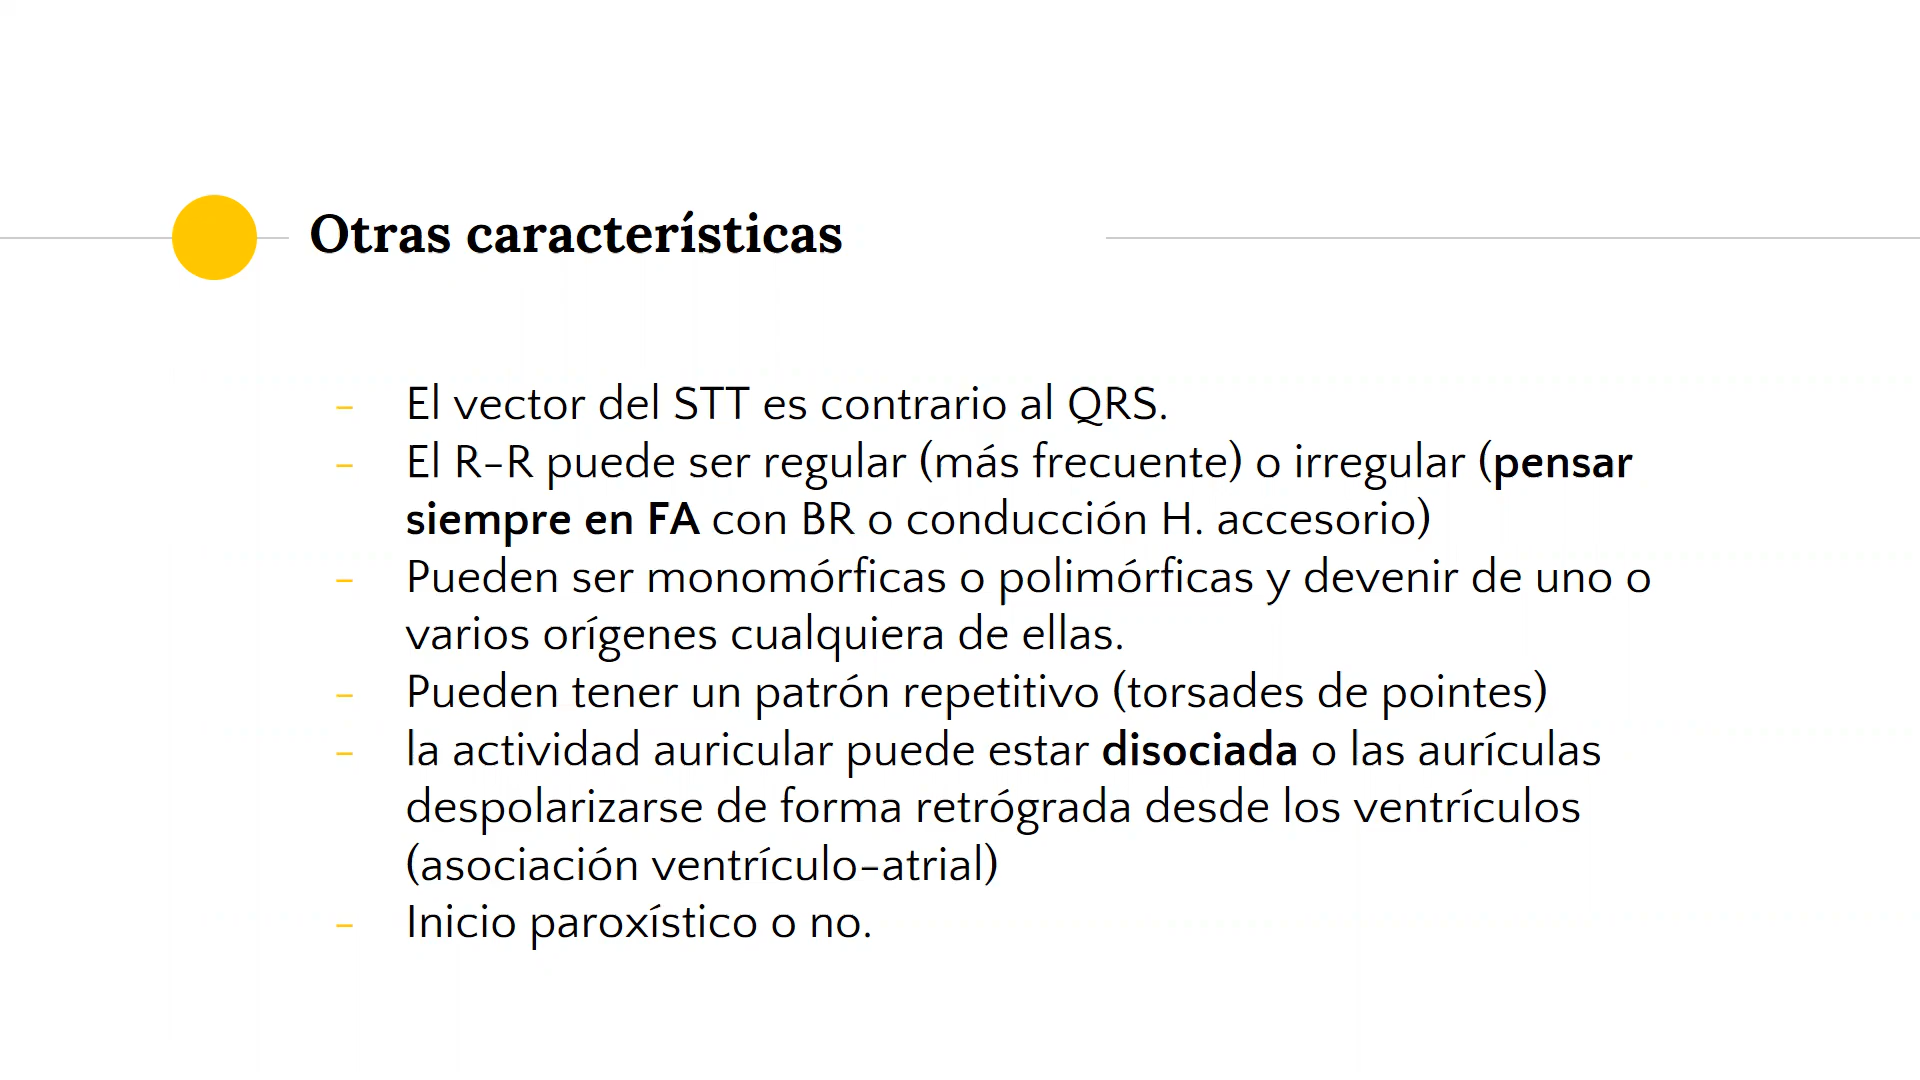 Otras características
- El vector del STT es contrario al QRS.
- El R-R puede ser regular (más frecuente) o irregular (pensar
siempre en FA con BR o conducción H. accesorio)
- Pueden ser monomórficas o polimórficas y devenir de uno o
varios orígenes cualquiera de ellas.
- Pueden tener un patrón repetitivo (torsades de pointes)
- la actividad auricular puede estar disociada o las aurículas
despolarizarse de forma retrógrada desde los ventrículos
(asociación ventrículo-atrial)
- Inicio paroxístico o no.